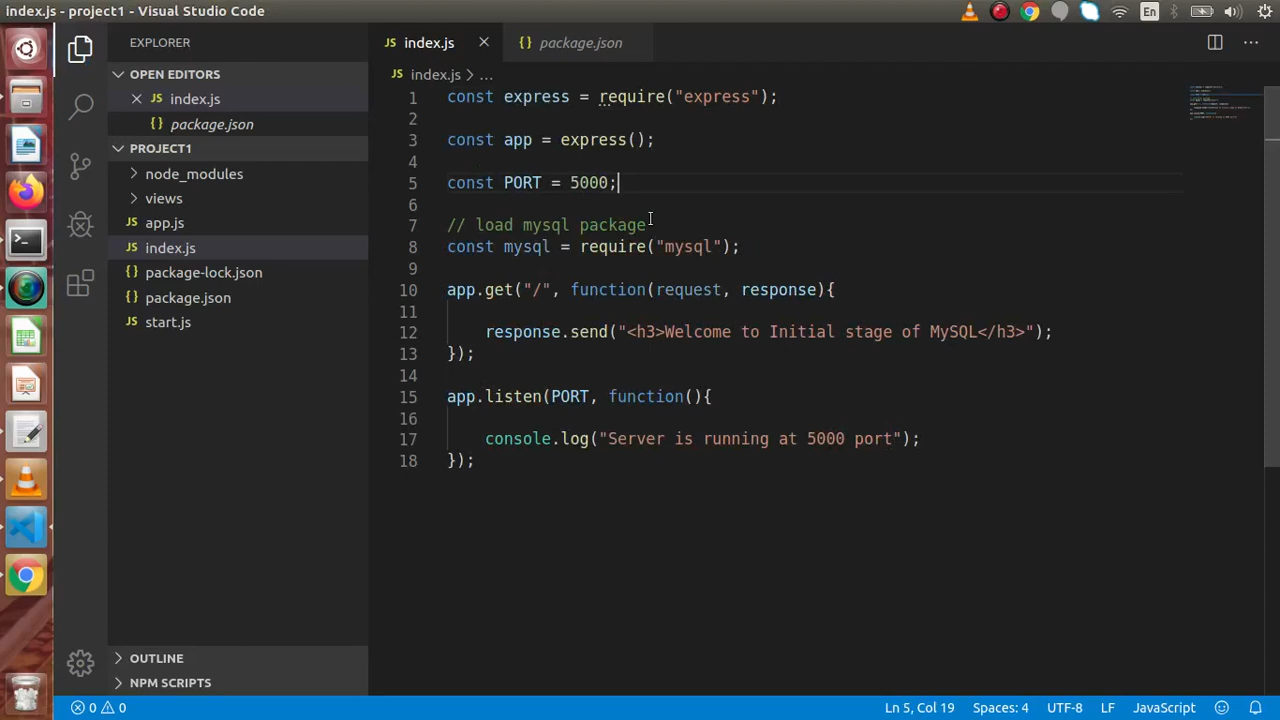 index.js - project1 - Visual Studio Code
En
EXPLORER
OPEN EDITORS
JS index.js
{} package.json
PROJECT1
node_modules
views
JS app.js
JS index.js
{} package-lock.json
{} package.json
JS start.js
OUTLINE
NPM SCRIPTS
JS index.js
{} package.json
JS index.js > ...
1 const express = require("express");
2
3 const app = express();
4
5 const PORT = 5000;
6
7 // load mysql package
8 const mysql = require("mysql");
9
10 app.get("/", function(request, response){
11
12 response.send("<h3>Welcome to Initial stage of MySQL</h3>");
13 });
14
15 app.listen(PORT, function(){
16
17 console.log("Server is running at 5000 port");
18 });
0 0 Ln 5, Col 19 Spaces: 4 UTF-8 LF JavaScript